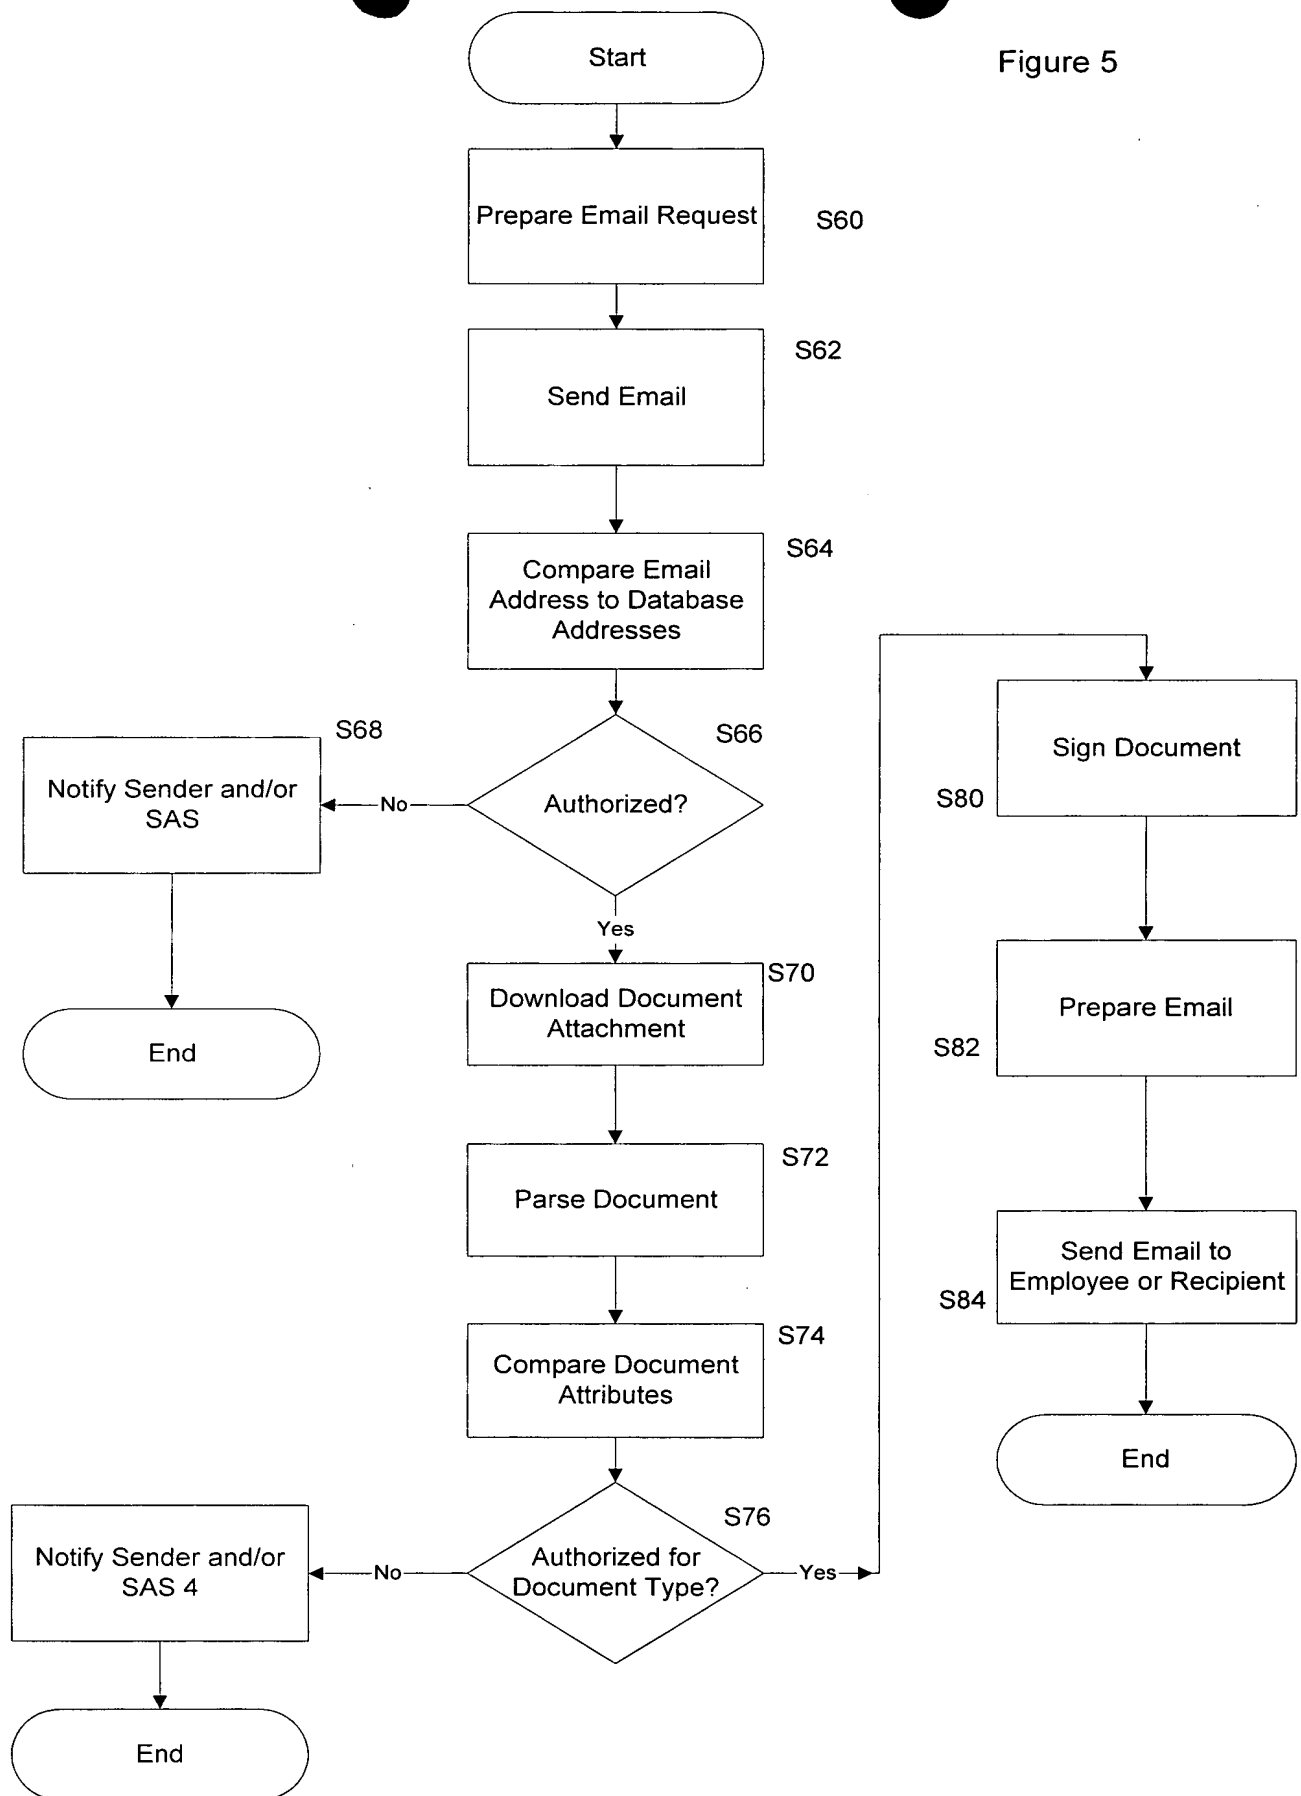 Start
Figure 5
Prepare Email Request
S60
S62
Send Email
S64
Compare Email
Address to Database
Addresses
S68
S66
Notify Sender and/or
SAS
No
Authorized?
Sign Document
S80
Yes
S70
Download Document
Attachment
Prepare Email
S82
End
S72
Parse Document
Send Email to
Employee or Recipient
S84
S74
Compare Document
Attributes
End
S76
Notify Sender and/or
SAS 4
No
Authorized for
Document Type?
Yes
End